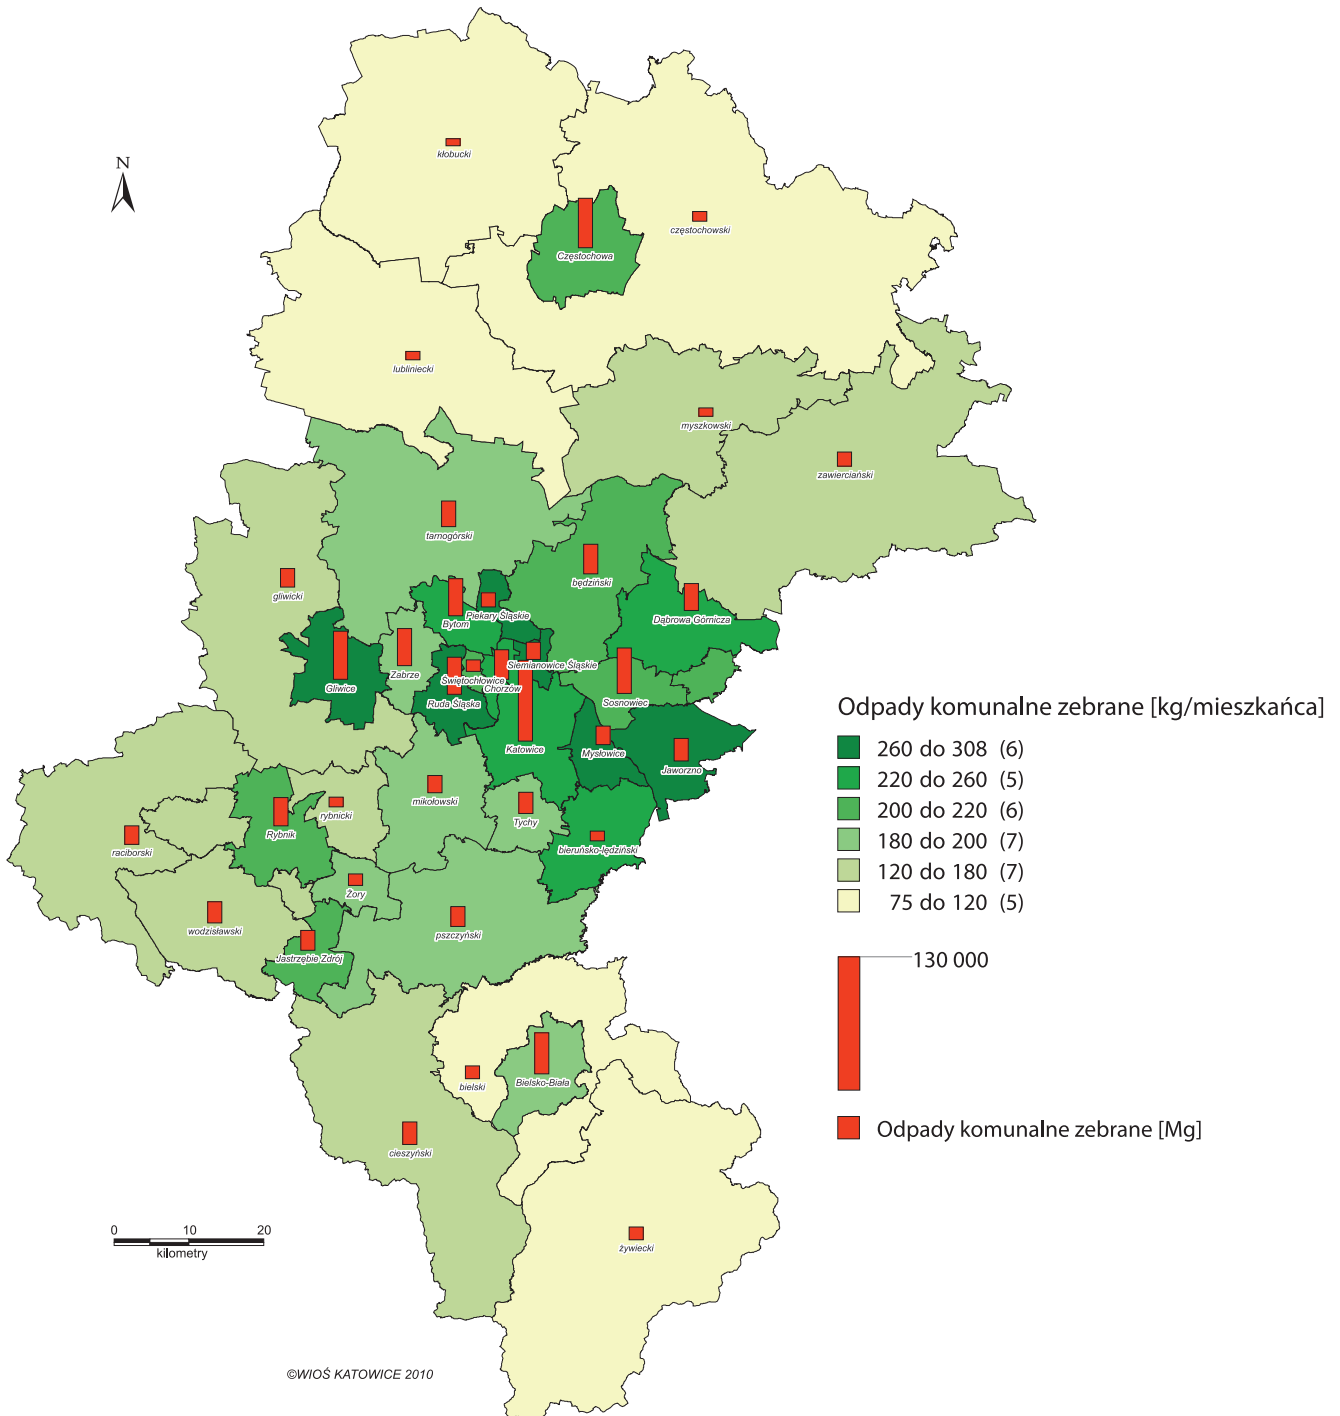 N
kłobucki
częstochowski
Częstochowa
lubliniecki
myszkowski
zawierciański
tarnogórski
będziński
gliwicki
Bytom
Piekary Śląskie
Dąbrowa Górnicza
Gliwice
Zabrze
Siemianowice Śląskie
Świętochłowice
Chorzów
Ruda Śląska
Sosnowiec
Katowice
Mysłowice
Jaworzno
mikołowski
rybnicki
Rybnik
Tychy
raciborski
bieruńsko-lędziński
Żory
wodzisławski
pszczyński
Jastrzębie Zdrój
bielski
Bielsko-Biała
cieszyński
żywiecki
Odpady komunalne zebrane [kg/mieszkańca]
260 do 308 (6)
220 do 260 (5)
200 do 220 (6)
180 do 200 (7)
120 do 180 (7)
75 do 120 (5)
130 000
Odpady komunalne zebrane [Mg]
0 10 20
kilometry
©WIOŚ KATOWICE 2010